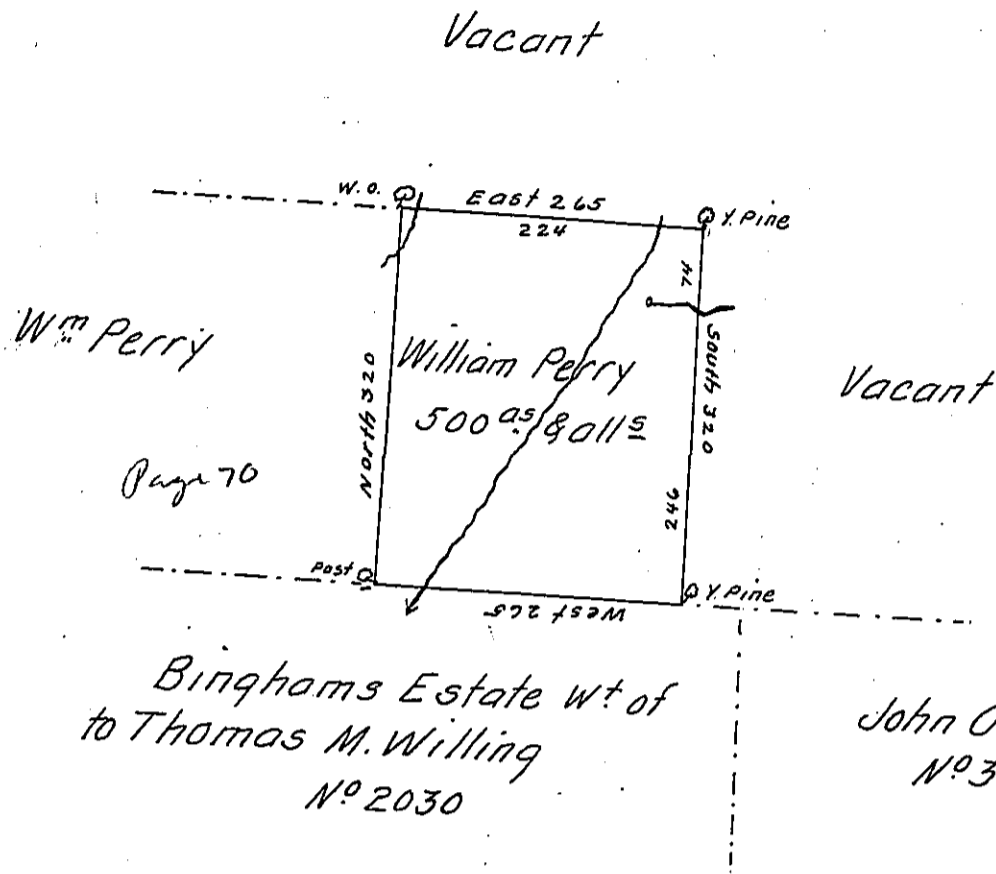 Vacant
W.O.
East 265
Y. Pine
224
74
Wm Perry
William Perry
500 as. & alls
North 320
South 320
Vacant
Page 70
246
Post
West 265
Y. Pine
Binghams Estate Wt of
to Thomas M. Willing
No 2030
John O
No 3